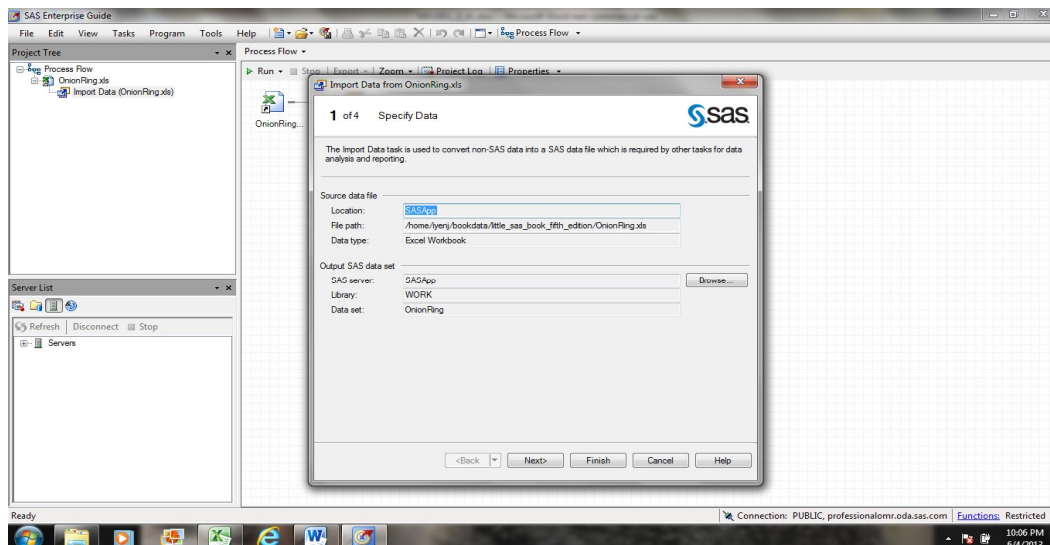 SAS Enterprise Guide
File Edit View Tasks Program Tools Help Process Flow
Project Tree
Process Flow
OnionRing.xls
Import Data (OnionRing.xls)
Process Flow
Run Stop Export Zoom Project Log Properties
OnionRing...
Import Data from OnionRing.xls
1 of 4 Specify Data
sas
The Import Data task is used to convert non-SAS data into a SAS data file which is required by other tasks for data
analysis and reporting.
Source data file
Location: SASApp
File path: /home/iyenj/bookdata/little_sas_book_fifth_edition/OnionRing.xls
Data type: Excel Workbook
Output SAS data set
SAS server: SASApp Browse...
Library: WORK
Data set: OnionRing
<Back Next> Finish Cancel Help
Server List
Refresh Disconnect Stop
Servers
Ready
Connection: PUBLIC, professionalomr.oda.sas.com Functions: Restricted
10:06 PM
6/4/2013